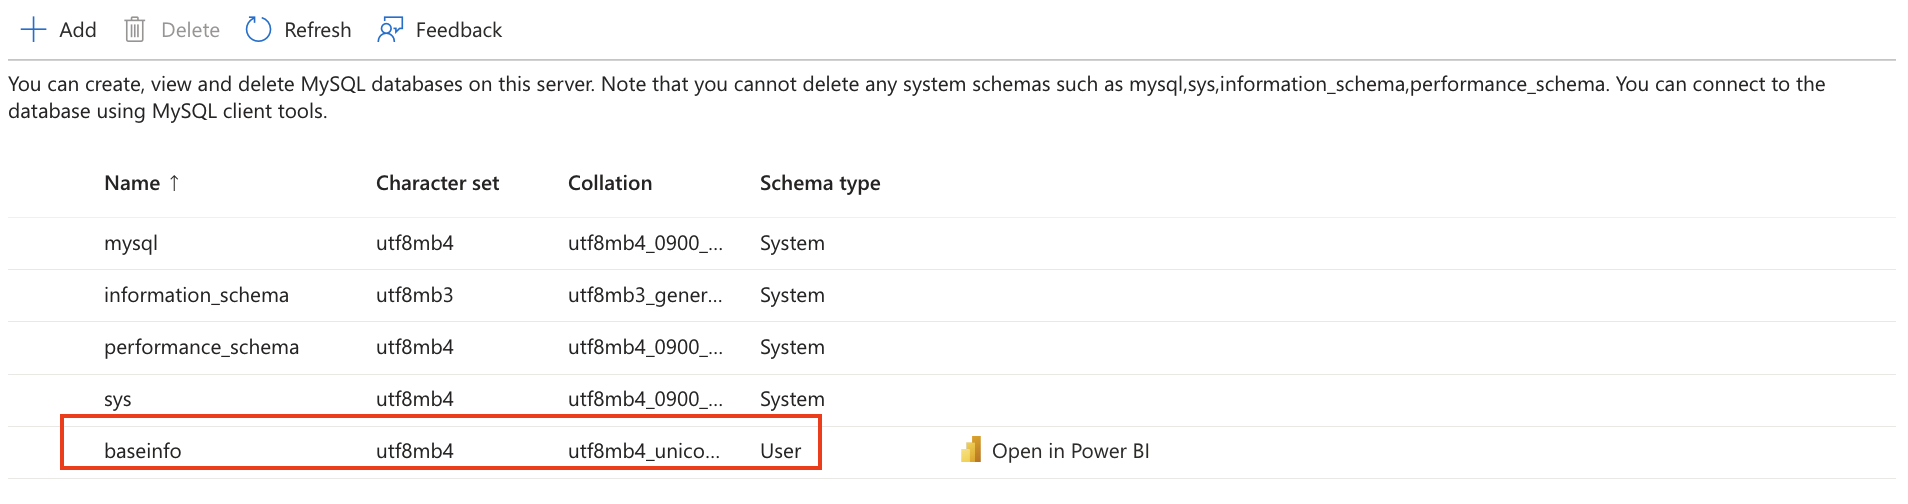 Add Delete Refresh Feedback
You can create, view and delete MySQL databases on this server. Note that you cannot delete any system schemas such as mysql,sys,information_schema,performance_schema. You can connect to the
database using MySQL client tools.
Name ↑ Character set Collation Schema type
mysql utf8mb4 utf8mb4_0900_... System
information_schema utf8mb3 utf8mb3_gener... System
performance_schema utf8mb4 utf8mb4_0900_... System
sys utf8mb4 utf8mb4_0900_... System
baseinfo utf8mb4 utf8mb4_unico... User Open in Power BI